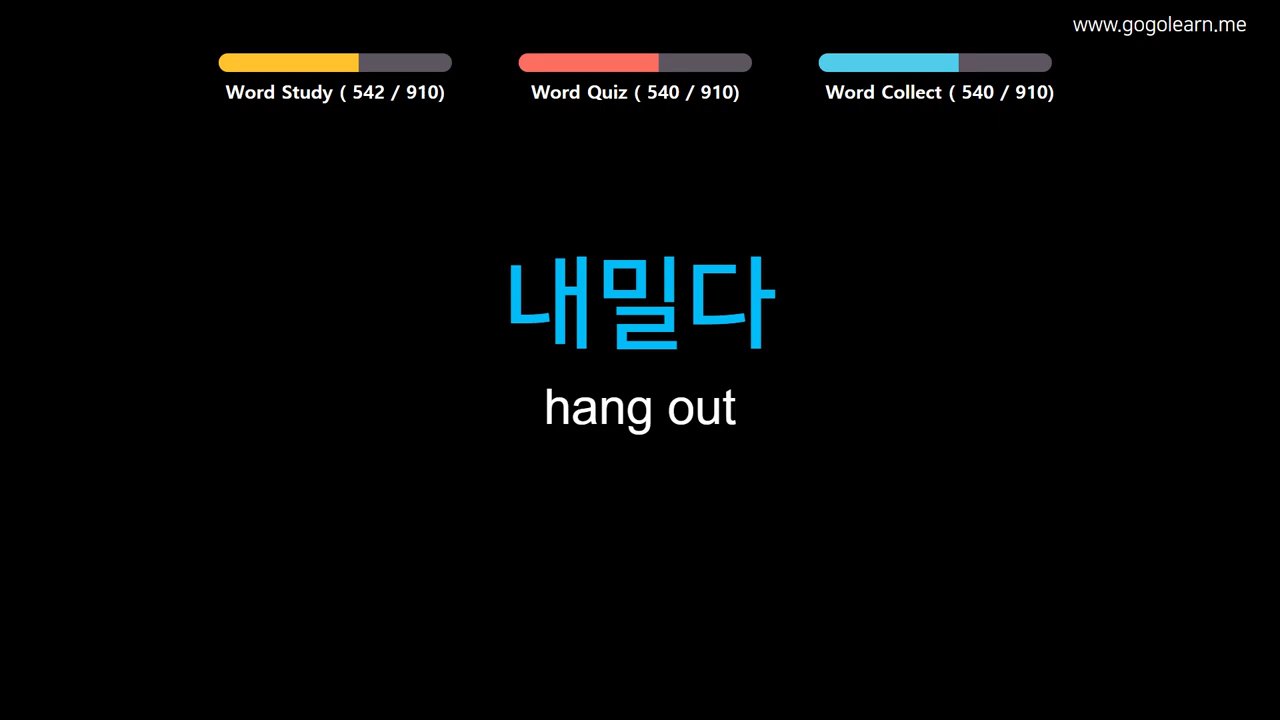 www.gogolearn.me
Word Study ( 542 / 910)
Word Quiz ( 540 / 910)
Word Collect ( 540 / 910)
내밀다
hang out